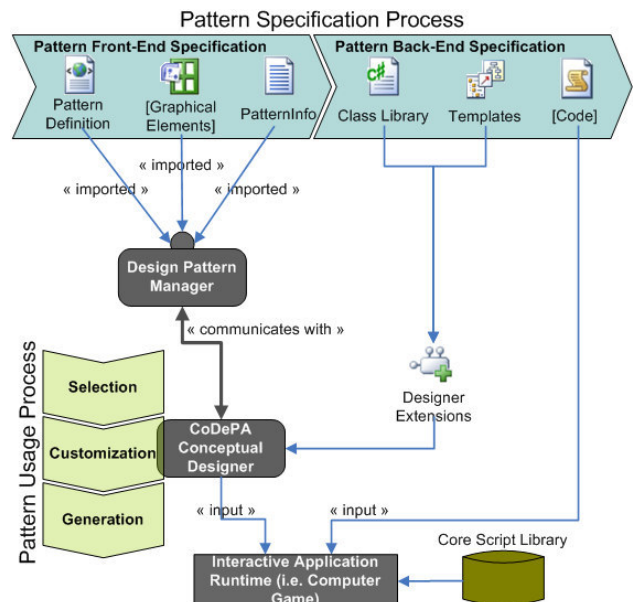 Pattern Specification Process
Pattern Front-End Specification
Pattern Back-End Specification
Pattern
Definition
[Graphical
Elements]
PatternInfo
C#
Class Library
Templates
[Code]
« imported »
« imported »
« imported »
Design Pattern
Manager
« communicates with »
Pattern Usage Process
Selection
Customization
Generation
CoDePA
Conceptual
Designer
Designer
Extensions
« input »
« input »
Core Script Library
Interactive Application
Runtime (i.e. Computer
Game)